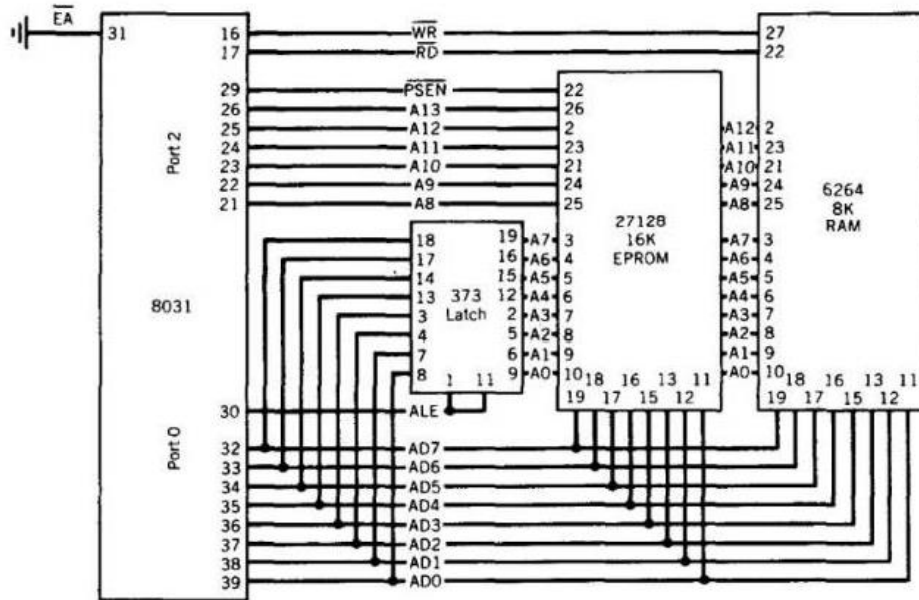 E̅A̅
31 16 W̅R̅ 27
17 R̅D̅ 22
29 P̅S̅E̅N̅ 22
26 A13 26
25 A12 2 A12 2
24 A11 23 A11 23
23 A10 21 A10 21
22 A9 24 A9 24
21 A8 25 A8 25
Port 2
27128
16K
EPROM
6264
8K
RAM
18 19 A7 3 A7 3
17 16 A6 4 A6 4
14 15 A5 5 A5 5
13 12 A4 6 A4 6
3 2 A3 7 A3 7
4 5 A2 8 A2 8
7 6 A1 9 A1 9
8 9 A0 10 A0 10
373
Latch
8031
1 11
18 16 13 11
19 17 15 12
18 16 13 11
19 17 15 12
30 ALE
Port 0
32 AD7
33 AD6
34 AD5
35 AD4
36 AD3
37 AD2
38 AD1
39 AD0